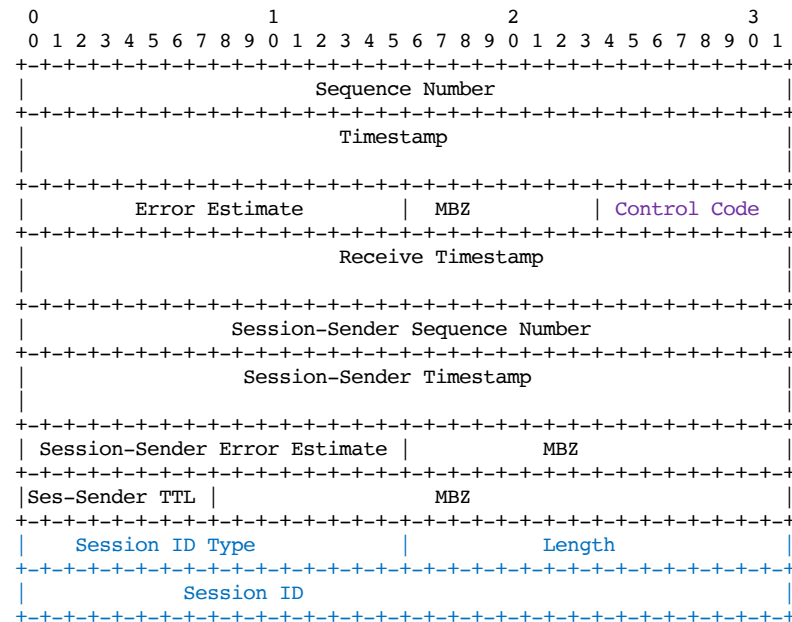 0                   1                   2                   3
 0 1 2 3 4 5 6 7 8 9 0 1 2 3 4 5 6 7 8 9 0 1 2 3 4 5 6 7 8 9 0 1
+-+-+-+-+-+-+-+-+-+-+-+-+-+-+-+-+-+-+-+-+-+-+-+-+-+-+-+-+-+-+-+-+
|                        Sequence Number                        |
+-+-+-+-+-+-+-+-+-+-+-+-+-+-+-+-+-+-+-+-+-+-+-+-+-+-+-+-+-+-+-+-+
|                          Timestamp                            |
|                                                               |
+-+-+-+-+-+-+-+-+-+-+-+-+-+-+-+-+-+-+-+-+-+-+-+-+-+-+-+-+-+-+-+-+
|         Error Estimate        |  MBZ          | Control Code  |
+-+-+-+-+-+-+-+-+-+-+-+-+-+-+-+-+-+-+-+-+-+-+-+-+-+-+-+-+-+-+-+-+
|                          Receive Timestamp                    |
|                                                               |
+-+-+-+-+-+-+-+-+-+-+-+-+-+-+-+-+-+-+-+-+-+-+-+-+-+-+-+-+-+-+-+-+
|                 Session-Sender Sequence Number                |
+-+-+-+-+-+-+-+-+-+-+-+-+-+-+-+-+-+-+-+-+-+-+-+-+-+-+-+-+-+-+-+-+
|                  Session-Sender Timestamp                     |
|                                                               |
+-+-+-+-+-+-+-+-+-+-+-+-+-+-+-+-+-+-+-+-+-+-+-+-+-+-+-+-+-+-+-+-+
| Session-Sender Error Estimate |           MBZ                 |
+-+-+-+-+-+-+-+-+-+-+-+-+-+-+-+-+-+-+-+-+-+-+-+-+-+-+-+-+-+-+-+-+
|Ses-Sender TTL |                  MBZ                          |
+-+-+-+-+-+-+-+-+-+-+-+-+-+-+-+-+-+-+-+-+-+-+-+-+-+-+-+-+-+-+-+-+
|    Session ID Type            |           Length              |
+-+-+-+-+-+-+-+-+-+-+-+-+-+-+-+-+-+-+-+-+-+-+-+-+-+-+-+-+-+-+-+-+
|             Session ID                                        |
+-+-+-+-+-+-+-+-+-+-+-+-+-+-+-+-+-+-+-+-+-+-+-+-+-+-+-+-+-+-+-+-+